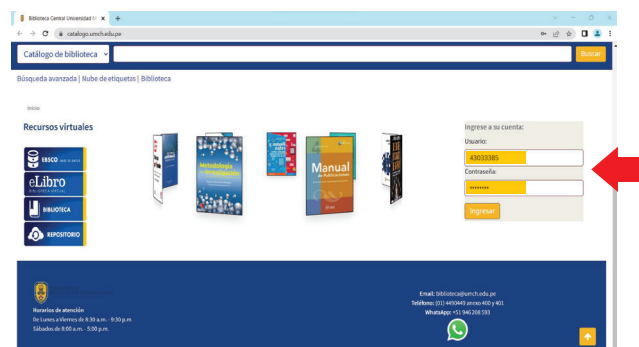 Biblioteca Central Universidad
catalogo.umch.edu.pe
Catálogo de biblioteca
Buscar
Búsqueda avanzada | Nube de etiquetas | Biblioteca
Inicio
Recursos virtuales
EBSCO
eLibro
BIBLIOTECA
REPOSITORIO
Metodología
Manual
de Publicaciones
Ingrese a su cuenta:
Usuario:
43033385
Contraseña:
••••••••
Ingresar
Horarios de atención
De Lunes a Viernes de 8:30 a.m. - 9:30 p.m
Sábados de 8:00 a.m. - 5:00 p.m.
Email: biblioteca@umch.edu.pe
Teléfono: (01) 4490449 anexo 400 y 401
WhatsApp: +51 946 208 593